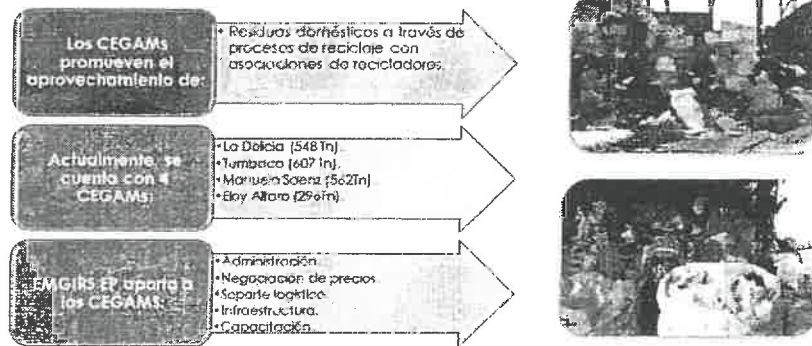 Los CEGAMs
promueven el
aprovechamiento de:
• Residuos domésticos a través de
procesos de reciclaje con
asociaciones de recicladores.
Actualmente, se
cuenta con 4
CEGAMs:
• La Delicia (548 Tn).
• Tumbaco (607 Tn).
• Manuela Saenz (562Tn)
• Eloy Alfaro (296Tn).
EMGIRS EP aporta a
los CEGAMs:
• Administración.
• Negociación de precios.
• Soporte logístico.
• Infraestructura.
• Capacitación.